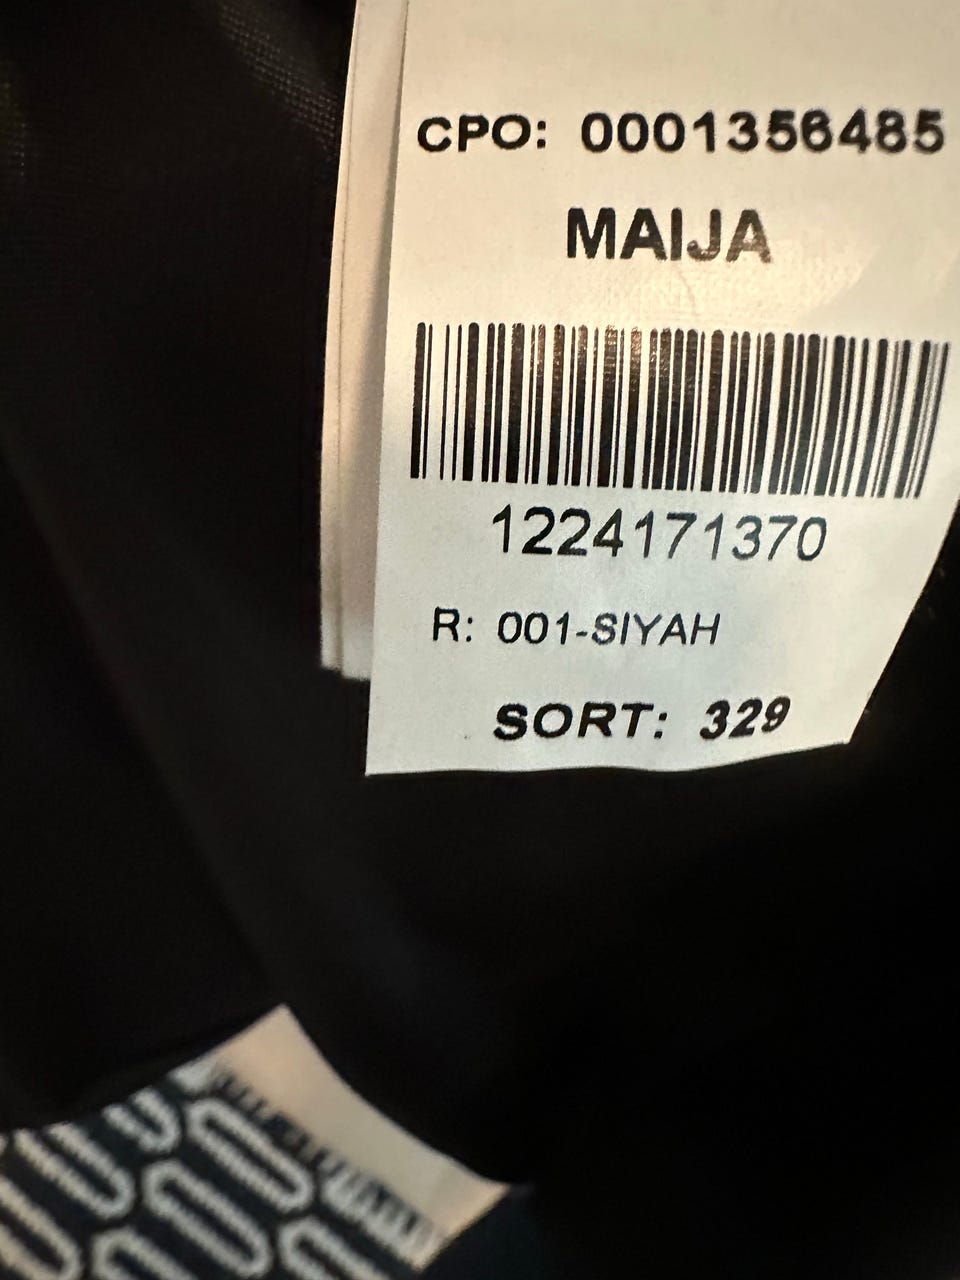 CPO: 0001356485
MAIJA
1224171370
R: 001-SIYAH
SORT: 329